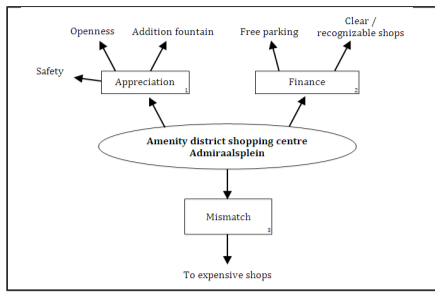 Openness
Addition fountain
Free parking
Clear /
recognizable shops
Safety
Appreciation
1
Finance
2
Amenity district shopping centre
Admiraalsplein
Mismatch
3
To expensive shops